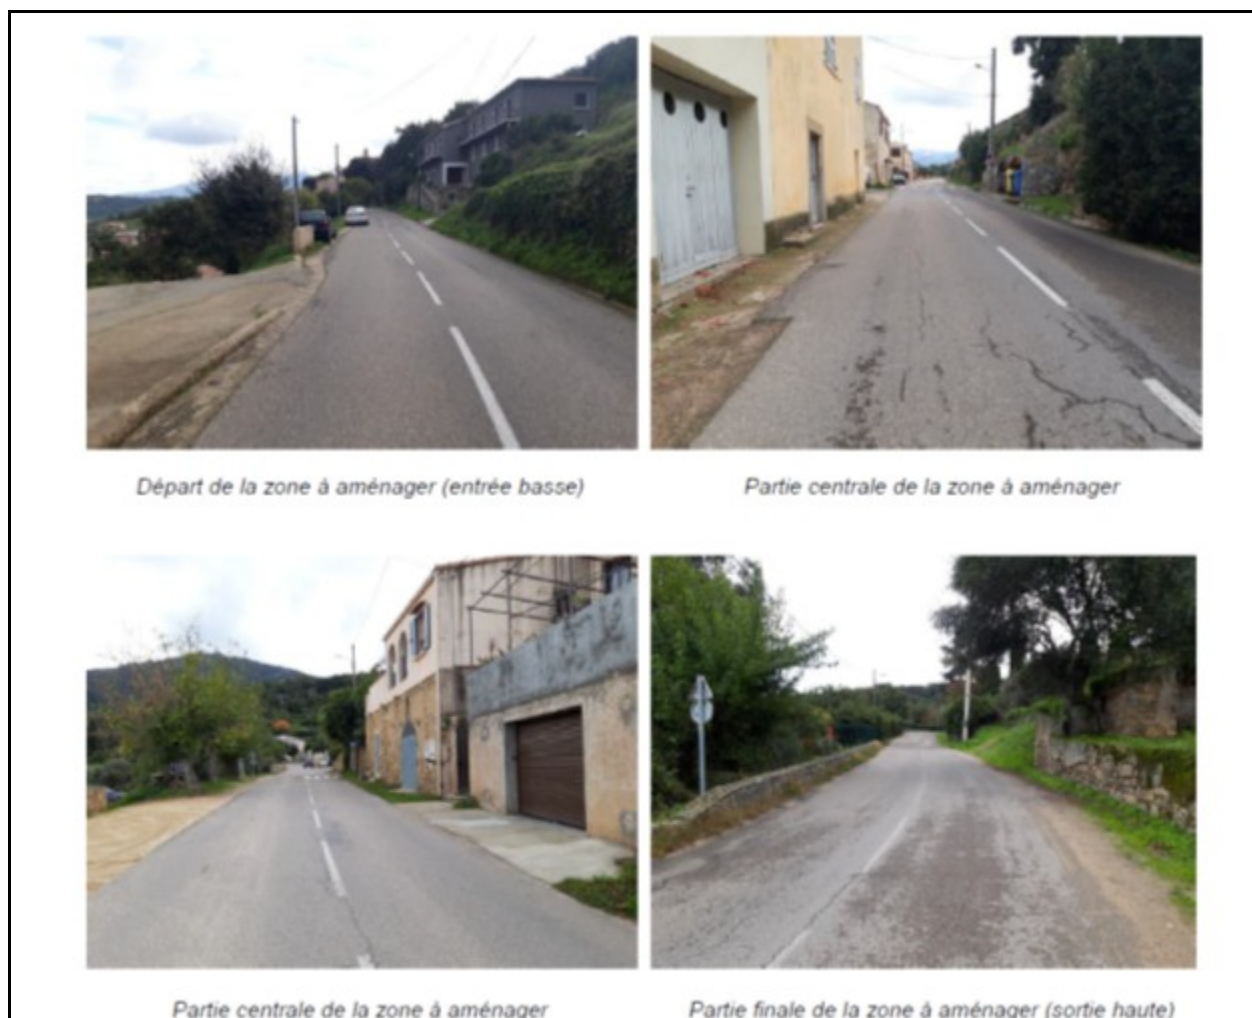 Départ de la zone à aménager (entrée basse)
Partie centrale de la zone à aménager
Partie centrale de la zone à aménager
Partie finale de la zone à aménager (sortie haute)